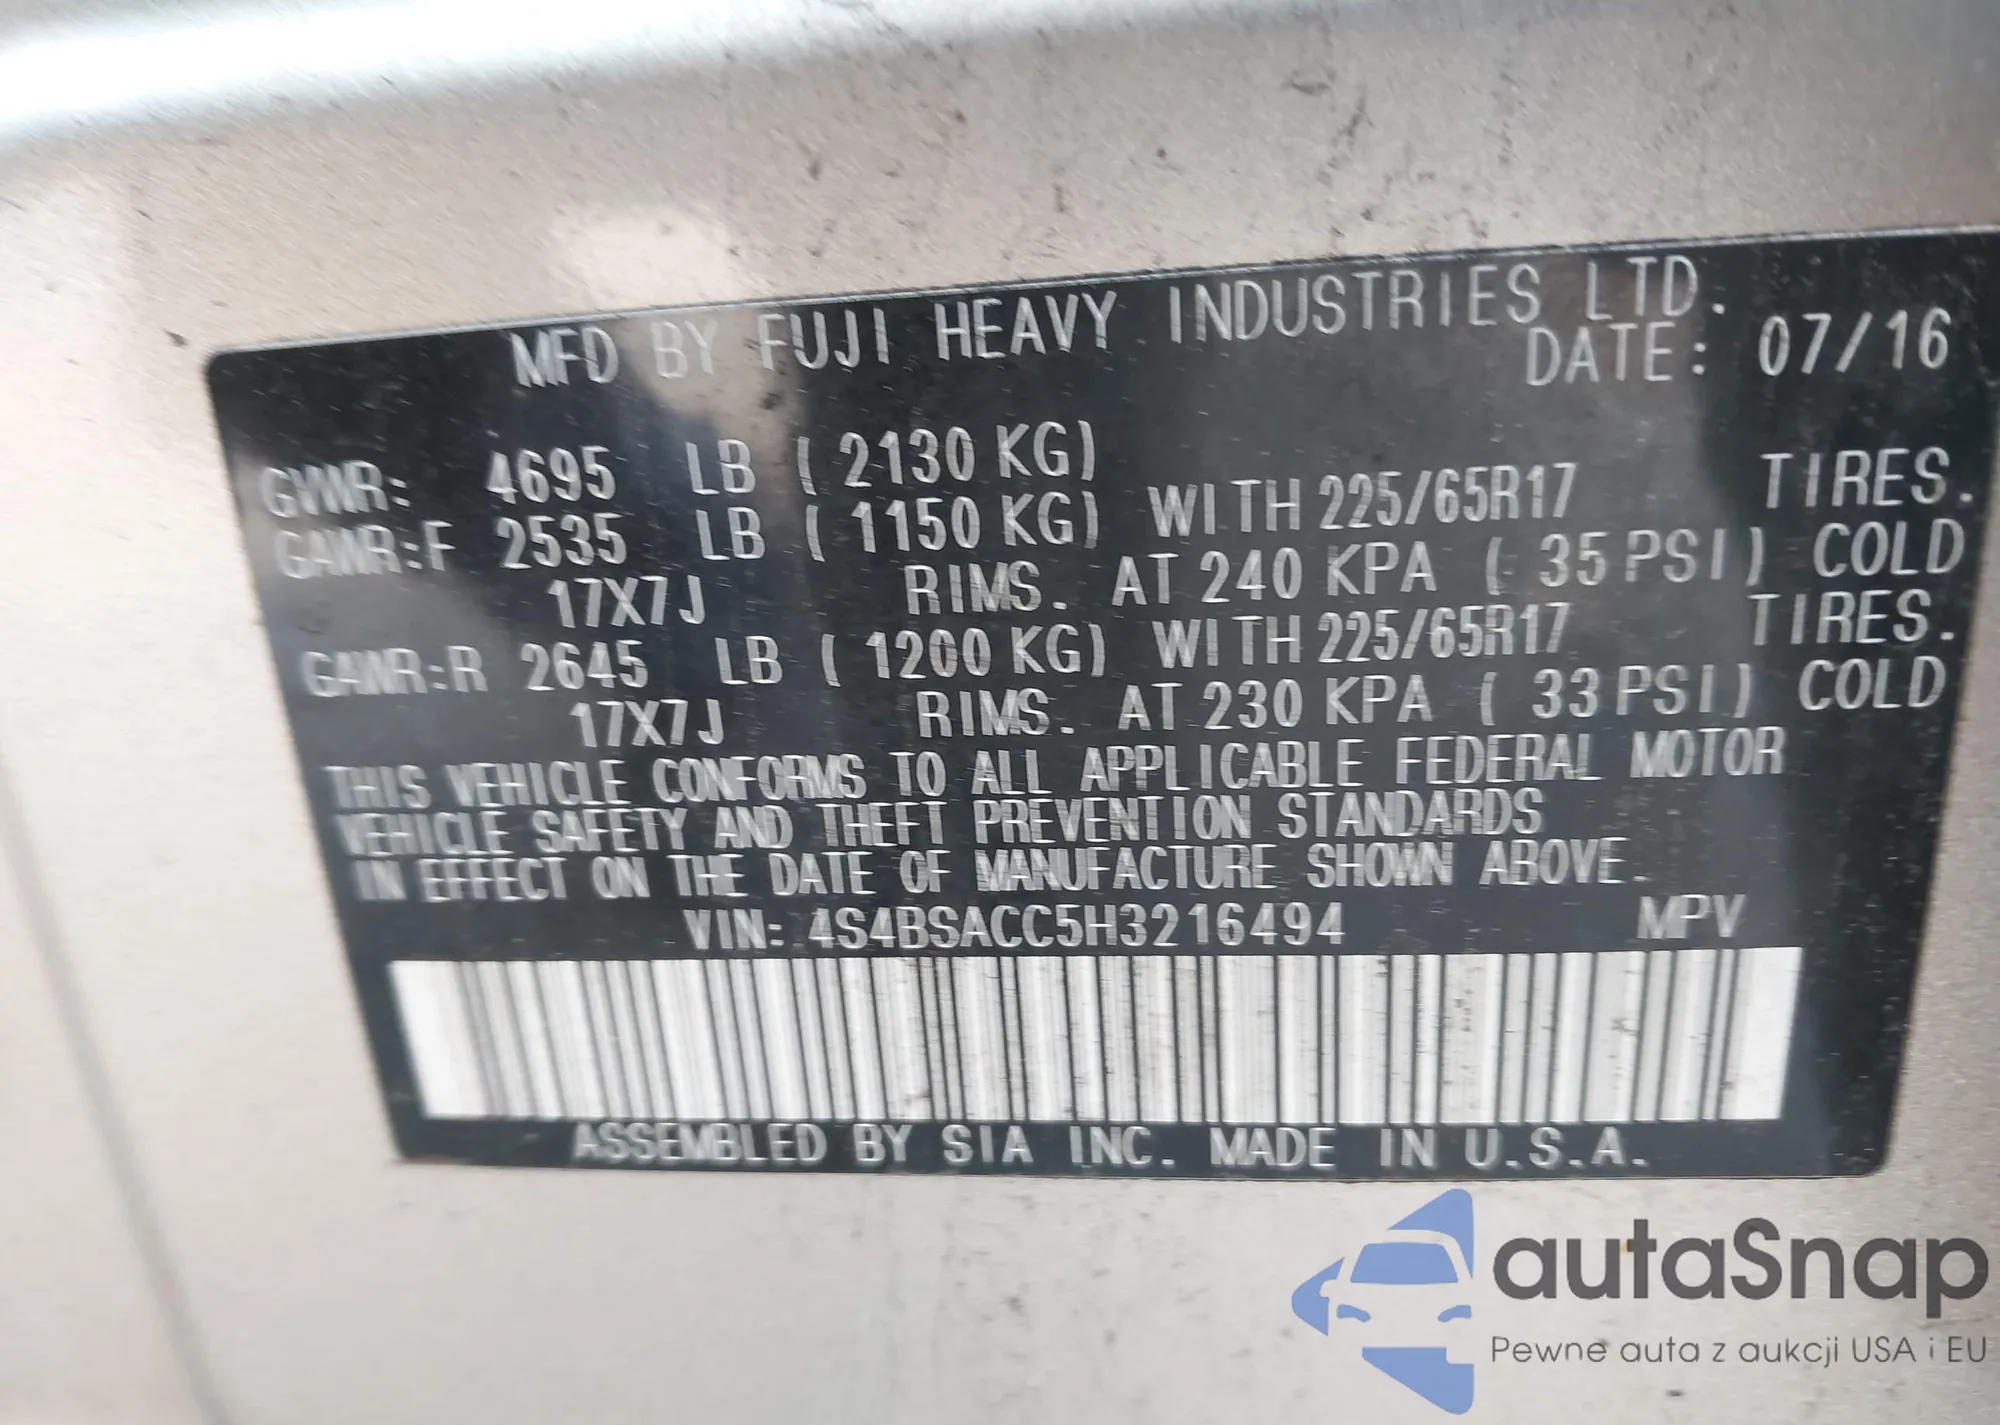 MFD BY FUJI HEAVY INDUSTRIES LTD.
DATE: 07/16
GVWR: 4695 LB ( 2130 KG)
GAWR:F 2535 LB ( 1150 KG) WITH 225/65R17 TIRES.
17X7J RIMS. AT 240 KPA ( 35 PSI) COLD
GAWR:R 2645 LB ( 1200 KG) WITH 225/65R17 TIRES.
17X7J RIMS. AT 230 KPA ( 33 PSI) COLD
THIS VEHICLE CONFORMS TO ALL APPLICABLE FEDERAL MOTOR
VEHICLE SAFETY AND THEFT PREVENTION STANDARDS
IN EFFECT ON THE DATE OF MANUFACTURE SHOWN ABOVE.
VIN: 4S4BSACC5H3216494 MPV
ASSEMBLED BY SIA INC. MADE IN U.S.A.
autaSnap
Pewne auta z aukcji USA i EU